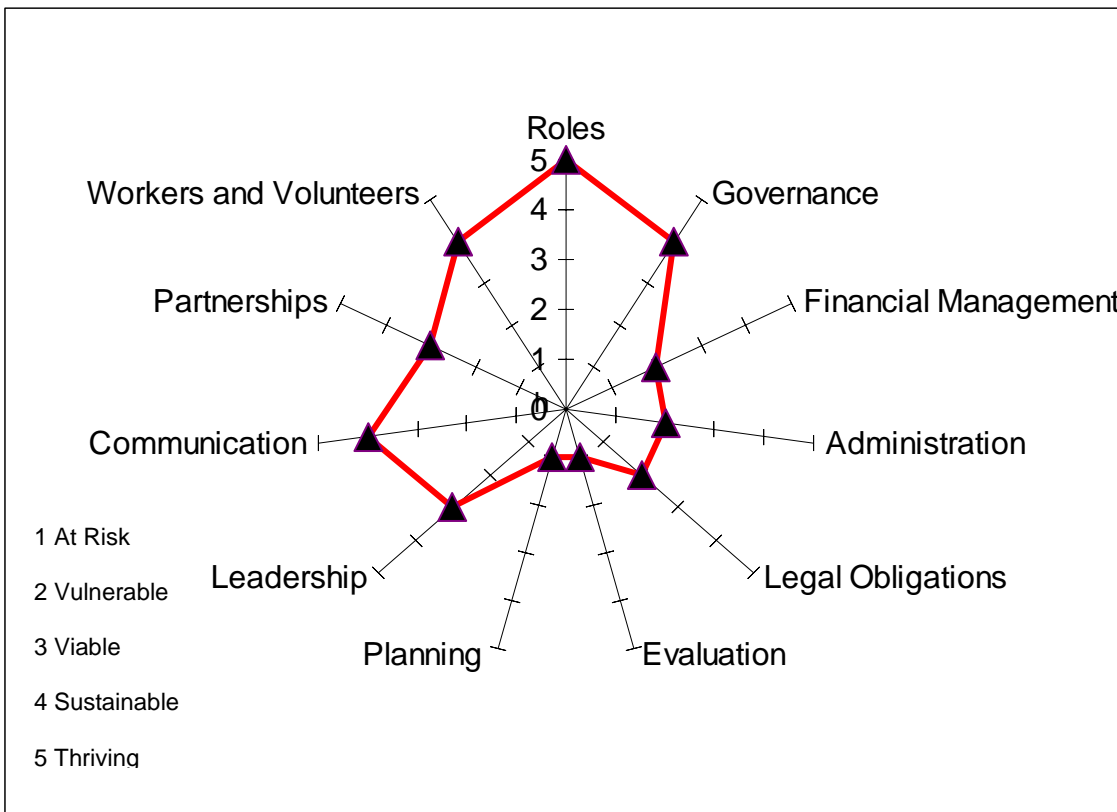 Roles
5
Workers and Volunteers
Governance
4
Partnerships
Financial Management
3
2
1
0
Communication
Administration
1 At Risk
Leadership
Legal Obligations
2 Vulnerable
Planning
Evaluation
3 Viable
4 Sustainable
5 Thriving